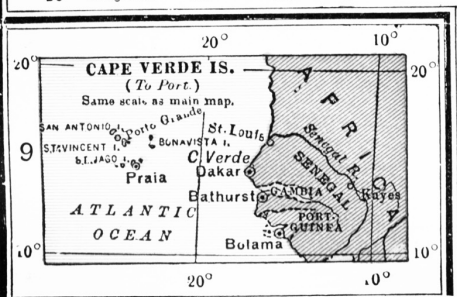 20°
10°
20°
20°
CAPE VERDE IS.
(To Port.)
Same scale as main map.
AFRICA
SAN ANTONIO I.
Porto Grande
ST. VINCENT I.
BONAVISTA I.
S. I. JAGO I.
Praia
St. Louis
Senegal R.
C. Verde
SENEGAL
Dakar
Kayes
Bathurst
GAMBIA
PORT.
GUINEA
Bolama
ATLANTIC
OCEAN
9
10°
10°
20°
10°